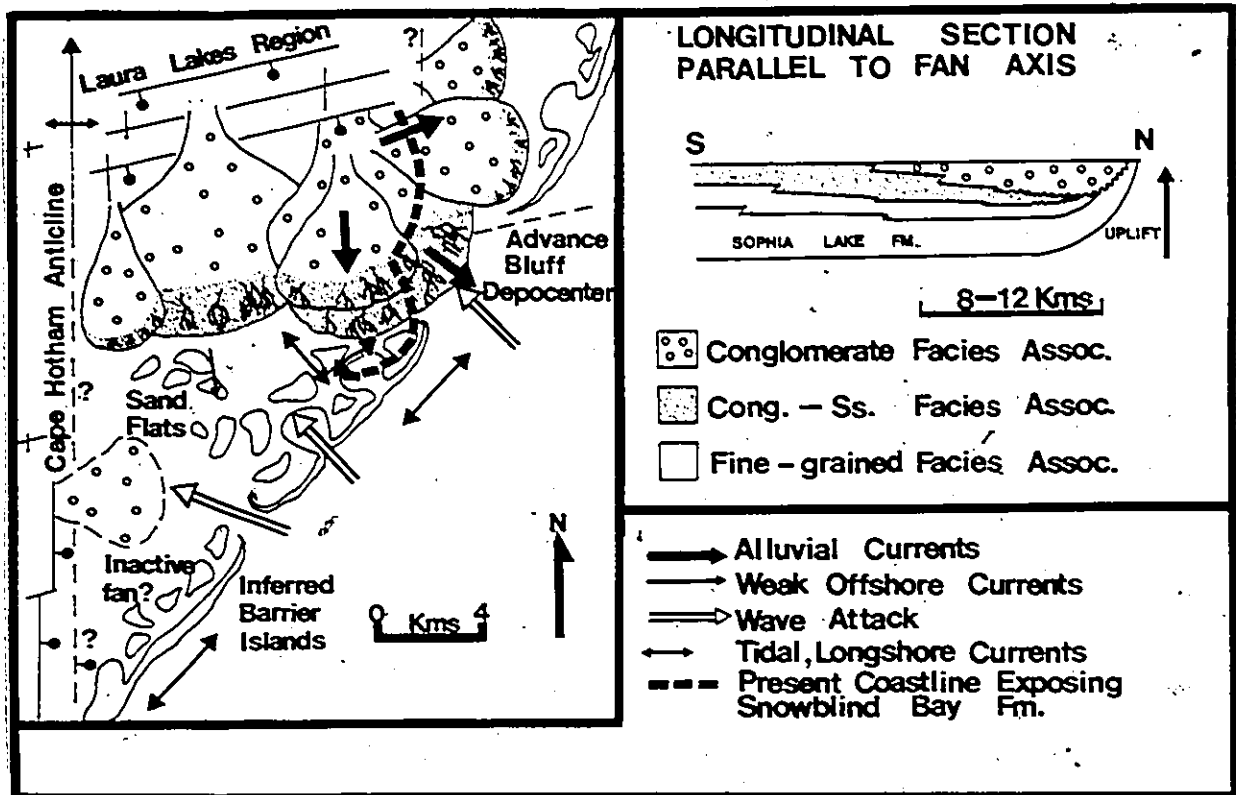 Laura Lakes Region
?
Cape Hotham Anticline
?
Advance
Bluff
Depocenter
Sand
Flats
Inactive
fan?
?
Inferred
Barrier
Islands
0 4
Kms
N
LONGITUDINAL SECTION
PARALLEL TO FAN AXIS
S N
SOPHIA LAKE FM.
UPLIFT
8-12 Kms
Conglomerate Facies Assoc.
Cong. - Ss. Facies Assoc.
Fine-grained Facies Assoc.
Alluvial Currents
Weak Offshore Currents
Wave Attack
Tidal, Longshore Currents
Present Coastline Exposing
Snowblind Bay Fm.